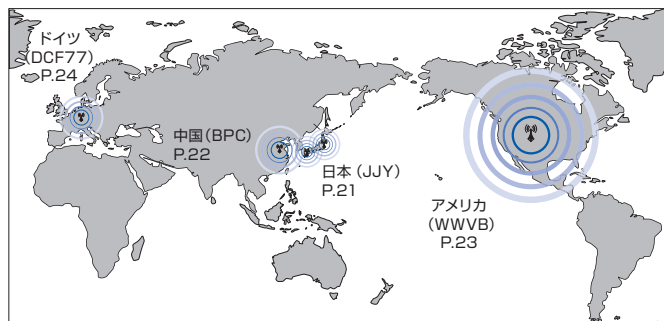 ドイツ
(DCF77)
P.24
中国(BPC)
P.22
日本(JJY)
P.21
アメリカ
(WWVB)
P.23